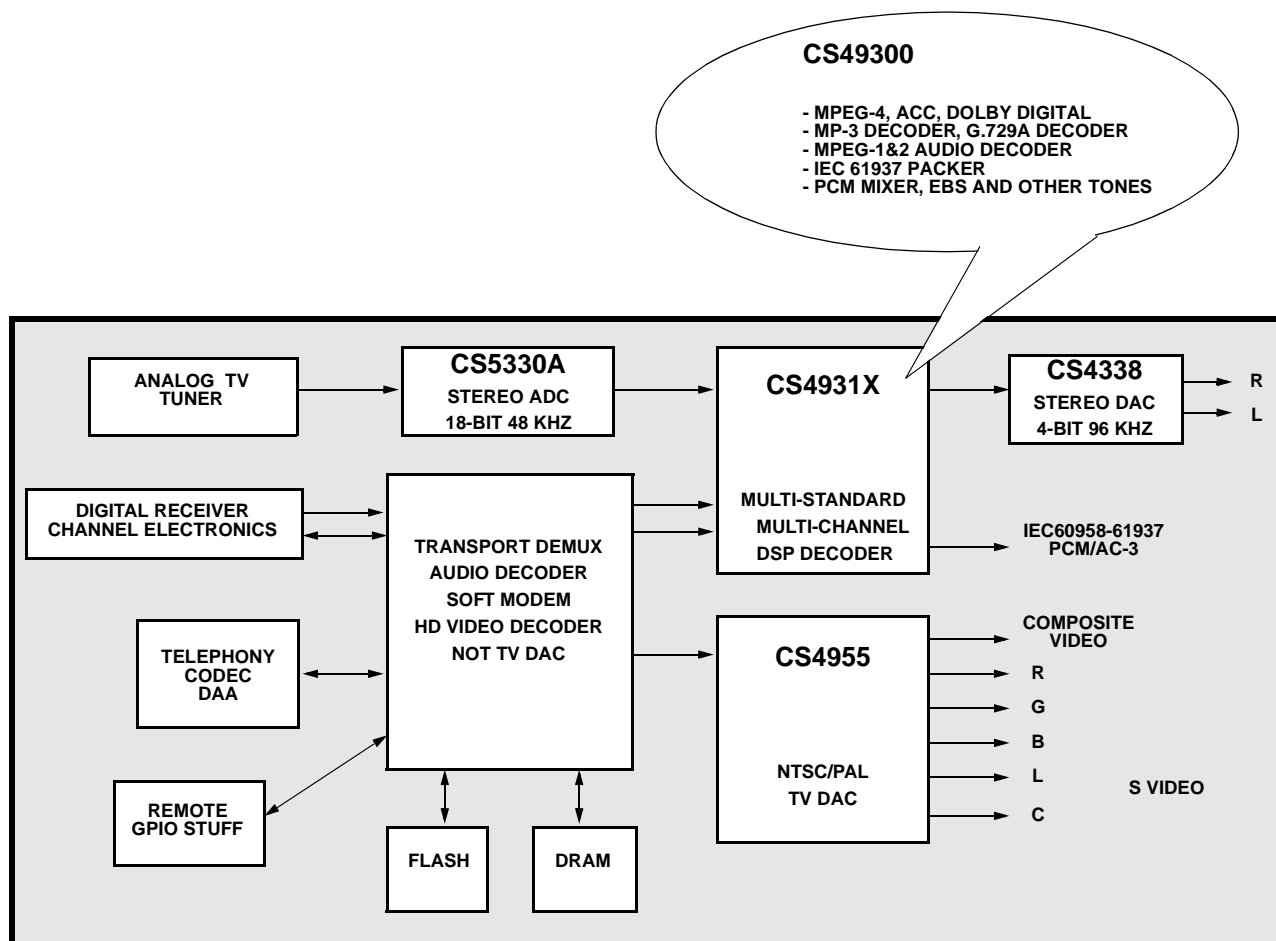 CS49300
- MPEG-4, ACC, DOLBY DIGITAL
- MP-3 DECODER, G.729A DECODER
- MPEG-1&2 AUDIO DECODER
- IEC 61937 PACKER
- PCM MIXER, EBS AND OTHER TONES
ANALOG TV
TUNER
CS5330A
STEREO ADC
18-BIT 48 KHZ
CS4931X
MULTI-STANDARD
MULTI-CHANNEL
DSP DECODER
CS4338
STEREO DAC
4-BIT 96 KHZ
R
L
DIGITAL RECEIVER
CHANNEL ELECTRONICS
TRANSPORT DEMUX
AUDIO DECODER
SOFT MODEM
HD VIDEO DECODER
NOT TV DAC
IEC60958-61937
PCM/AC-3
TELEPHONY
CODEC
DAA
CS4955
NTSC/PAL
TV DAC
COMPOSITE
VIDEO
R
G
B
L
C
S VIDEO
REMOTE
GPIO STUFF
FLASH
DRAM